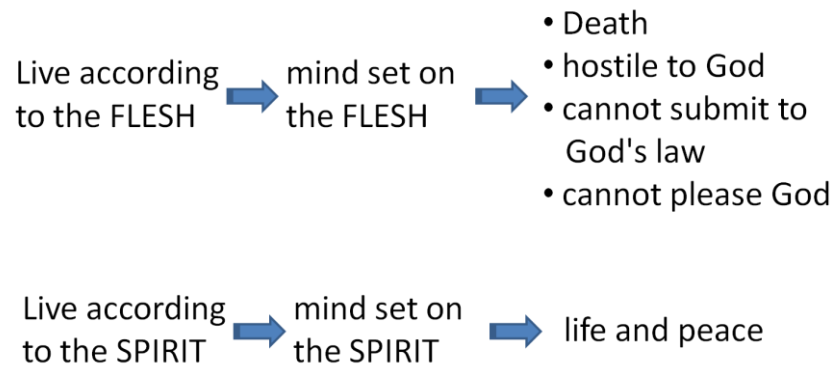 Live according
to the FLESH
mind set on
the FLESH
• Death
• hostile to God
• cannot submit to
God's law
• cannot please God
Live according
to the SPIRIT
mind set on
the SPIRIT
life and peace